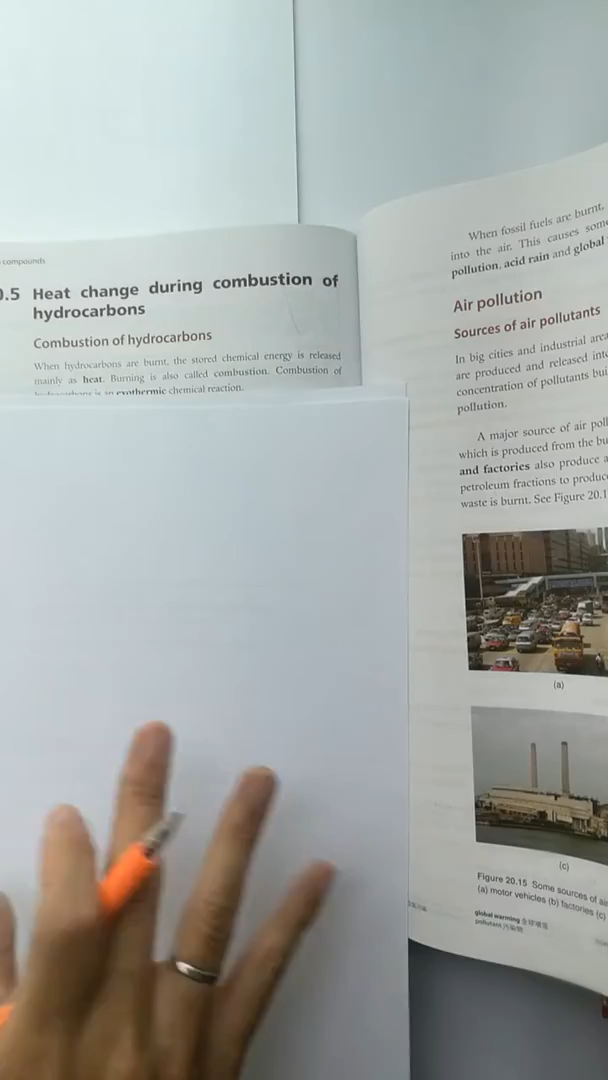 compounds
0.5 Heat change during combustion of
hydrocarbons
Combustion of hydrocarbons
When hydrocarbons are burnt, the stored chemical energy is released
mainly as heat. Burning is also called combustion. Combustion of
hydrocarbons is an exothermic chemical reaction.
When fossil fuels are burnt,
into the air. This causes some
pollution, acid rain and global
Air pollution
Sources of air pollutants
In big cities and industrial area
are produced and released into
concentration of pollutants bui
pollution.
A major source of air poll
which is produced from the bu
and factories also produce a
petroleum fractions to produce
waste is burnt. See Figure 20.1
(a)
(c)
Figure 20.15 Some sources of ai
(a) motor vehicles (b) factories (c)
global warming 全球增溫
pollutant 污染物